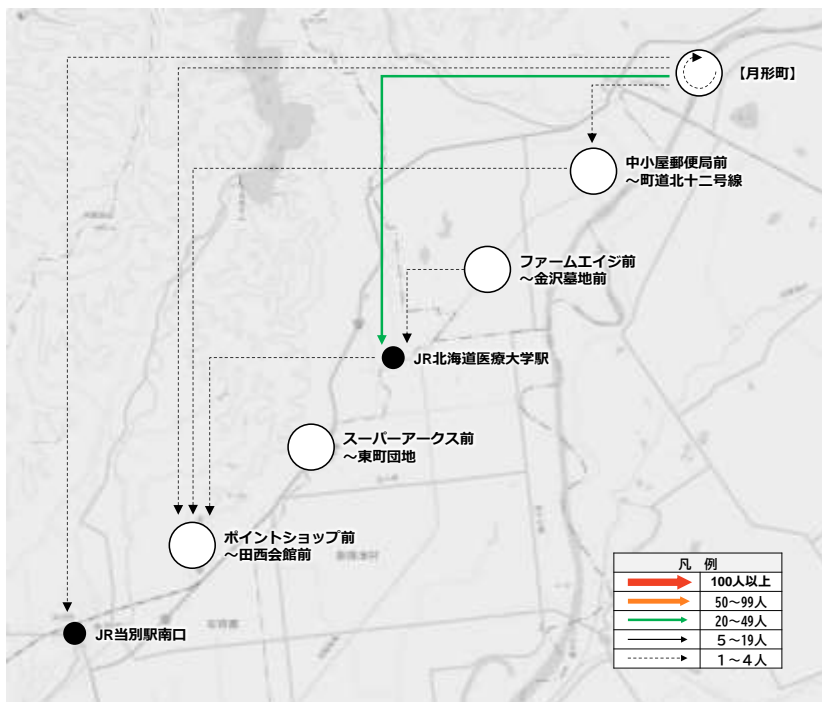 【月形町】
中小屋郵便局前
～町道北十二号線
ファームエイジ前
～金沢墓地前
JR北海道医療大学駅
スーパーアークス前
～東町団地
ポイントショップ前
～田西会館前
JR当別駅南口
凡 例
100人以上
50～99人
20～49人
５～19人
１～４人